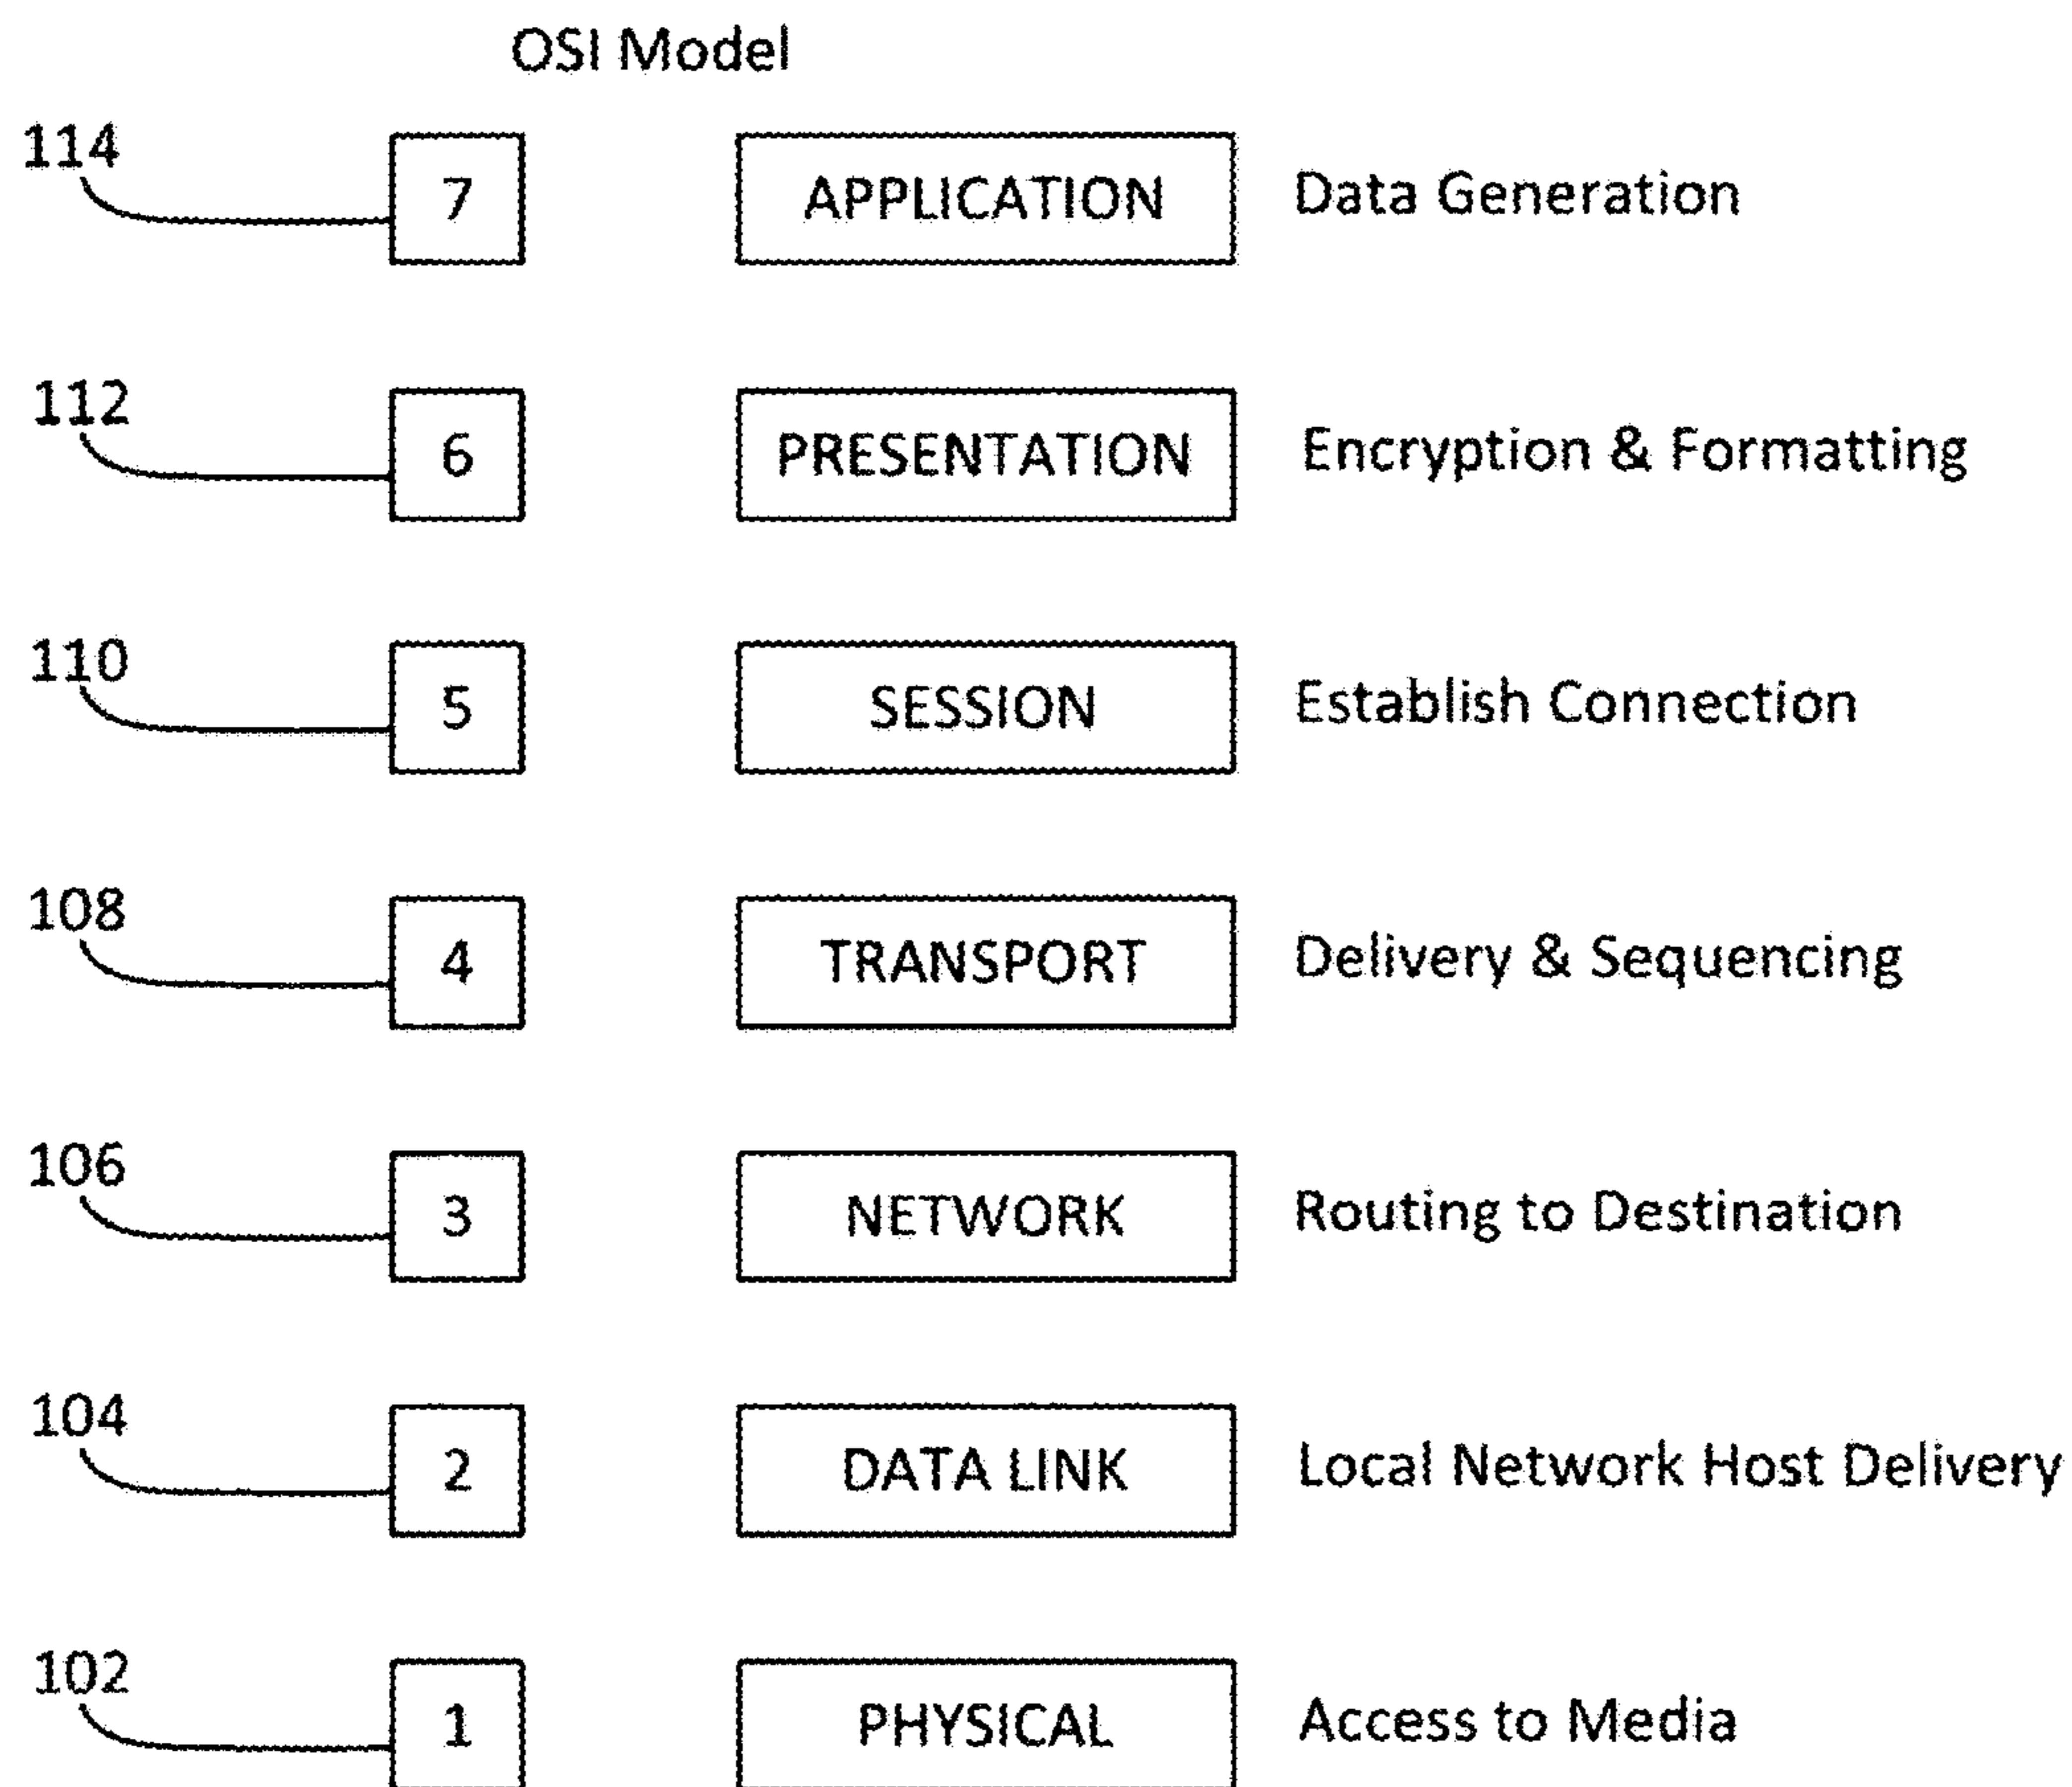 OSI Model
114 7 APPLICATION Data Generation
112 6 PRESENTATION Encryption & Formatting
110 5 SESSION Establish Connection
108 4 TRANSPORT Delivery & Sequencing
106 3 NETWORK Routing to Destination
104 2 DATA LINK Local Network Host Delivery
102 1 PHYSICAL Access to Media